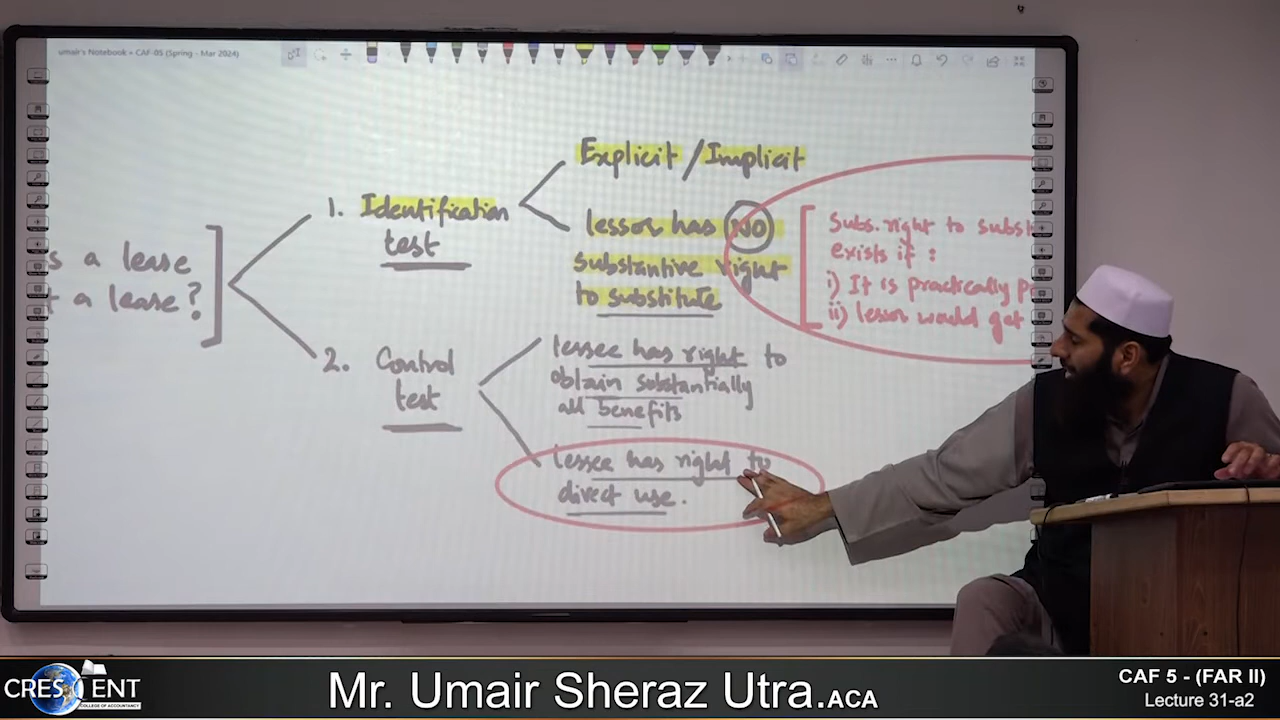 umair's Notebook • CAF-05 (Spring - Mar 2024)
Explicit / Implicit
1. Identification
test
lessor has NO
substantive right
to substitute
Subs. right to subst
exists if :
i) It is practically p
ii) lessor would get
s a lease
t a lease?
2. Control
test
lessee has right to
obtain substantially
all benefits
lessee has right to
direct use.
CRESCENT
COLLEGE OF ACCOUNTANCY
Mr. Umair Sheraz Utra.ACA
CAF 5 - (FAR II)
Lecture 31-a2